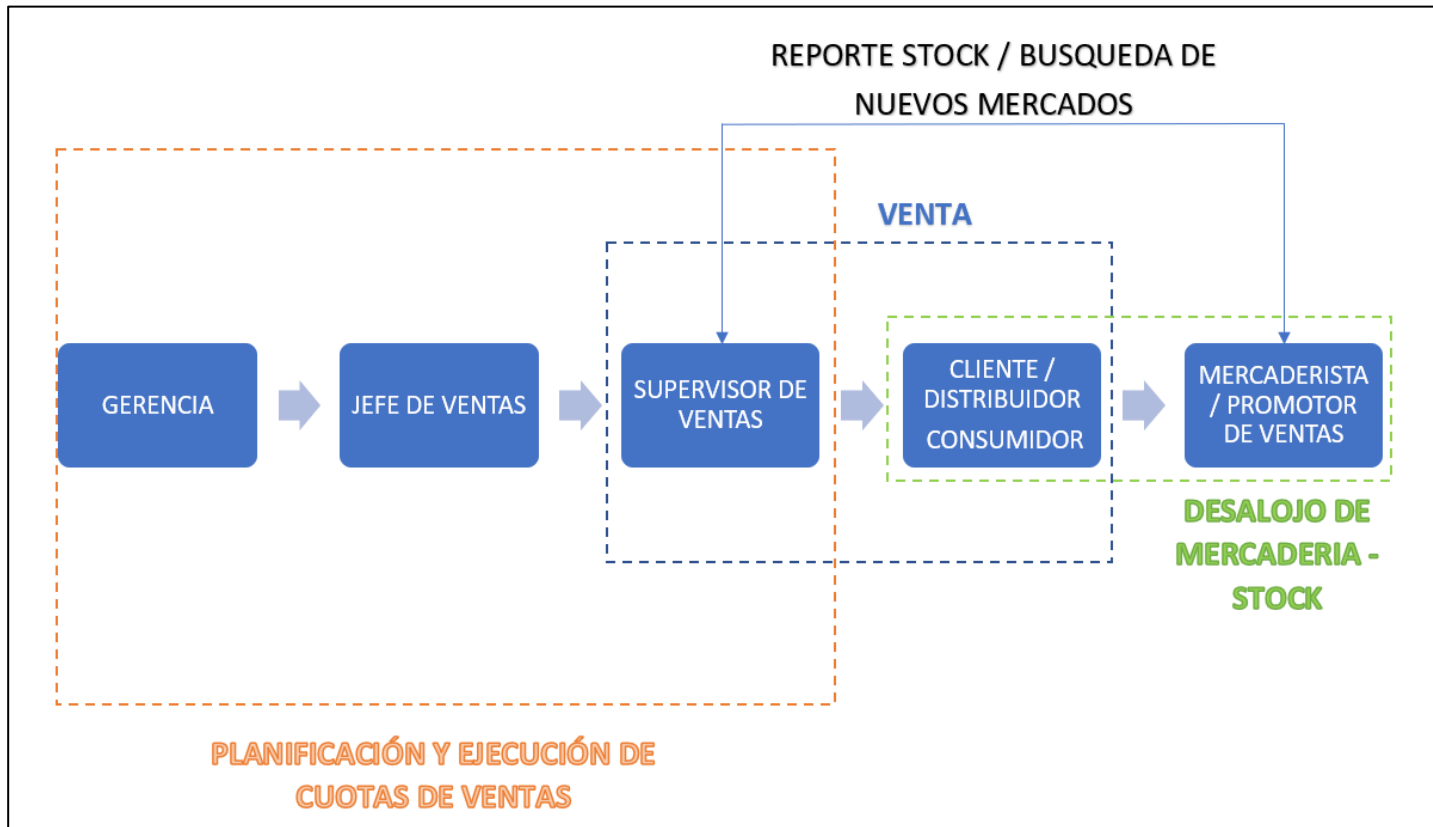 REPORTE STOCK / BUSQUEDA DE
NUEVOS MERCADOS
VENTA
GERENCIA
JEFE DE VENTAS
SUPERVISOR DE
VENTAS
CLIENTE /
DISTRIBUIDOR
CONSUMIDOR
MERCADERISTA
/ PROMOTOR
DE VENTAS
DESALOJO DE
MERCADERIA -
STOCK
PLANIFICACIÓN Y EJECUCIÓN DE
CUOTAS DE VENTAS